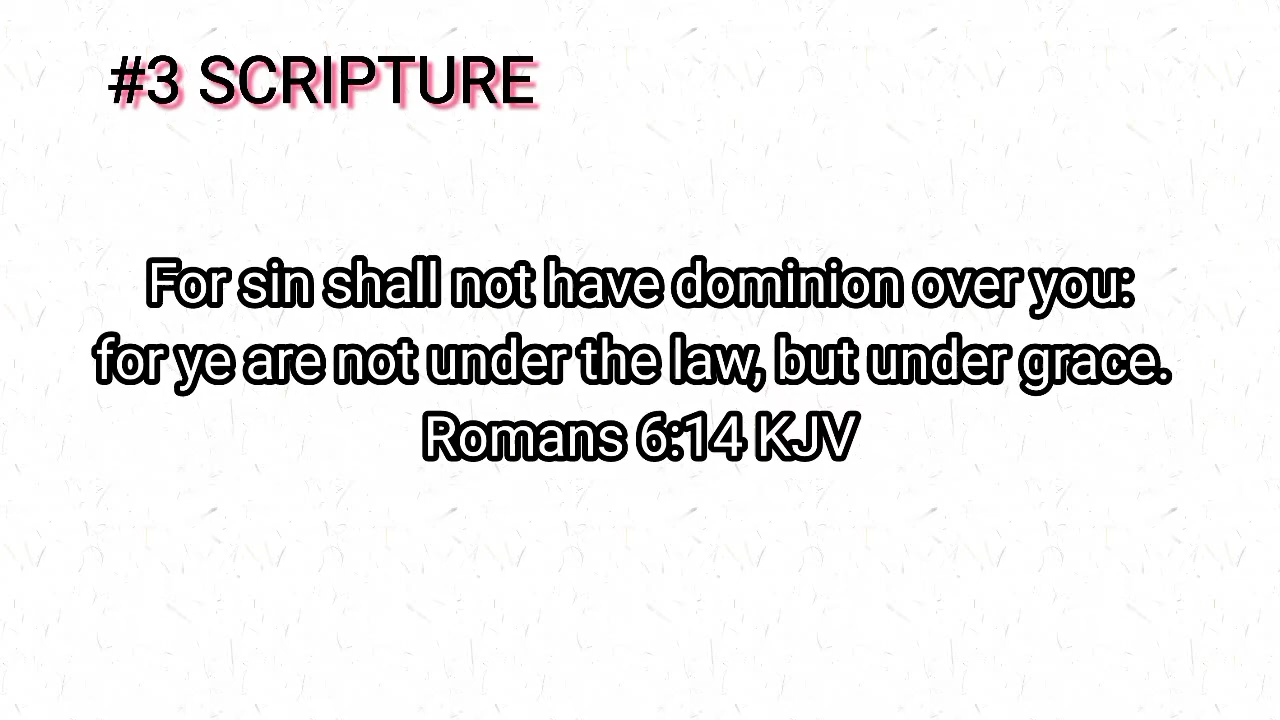 #3 SCRIPTURE
For sin shall not have dominion over you:
for ye are not under the law, but under grace.
Romans 6:14 KJV